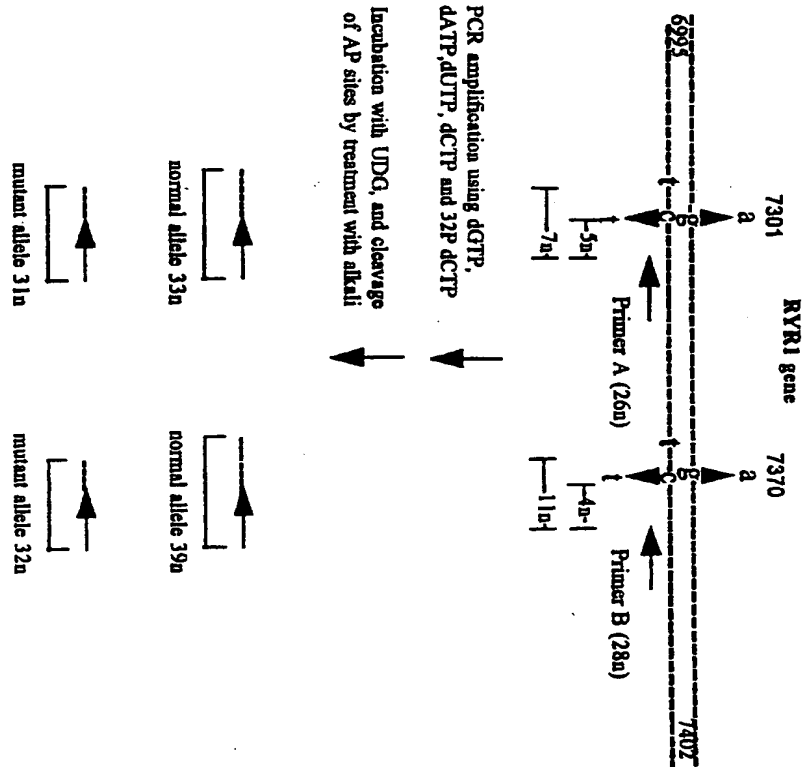 RYR1 gene
7301
7370
a
a
6995
g
g
7402
t
c
t
c
t
t
Primer A (26n)
Primer B (28n)
5n
4n
7n
11n
PCR amplification using dGTP,
dATP,dUTP, dCTP and 32P dCTP
Incubation with UDG, and cleavage
of AP sites by treatment with alkali
normal allele 33n
normal allele 39n
mutant allele 31n
mutant allele 32n